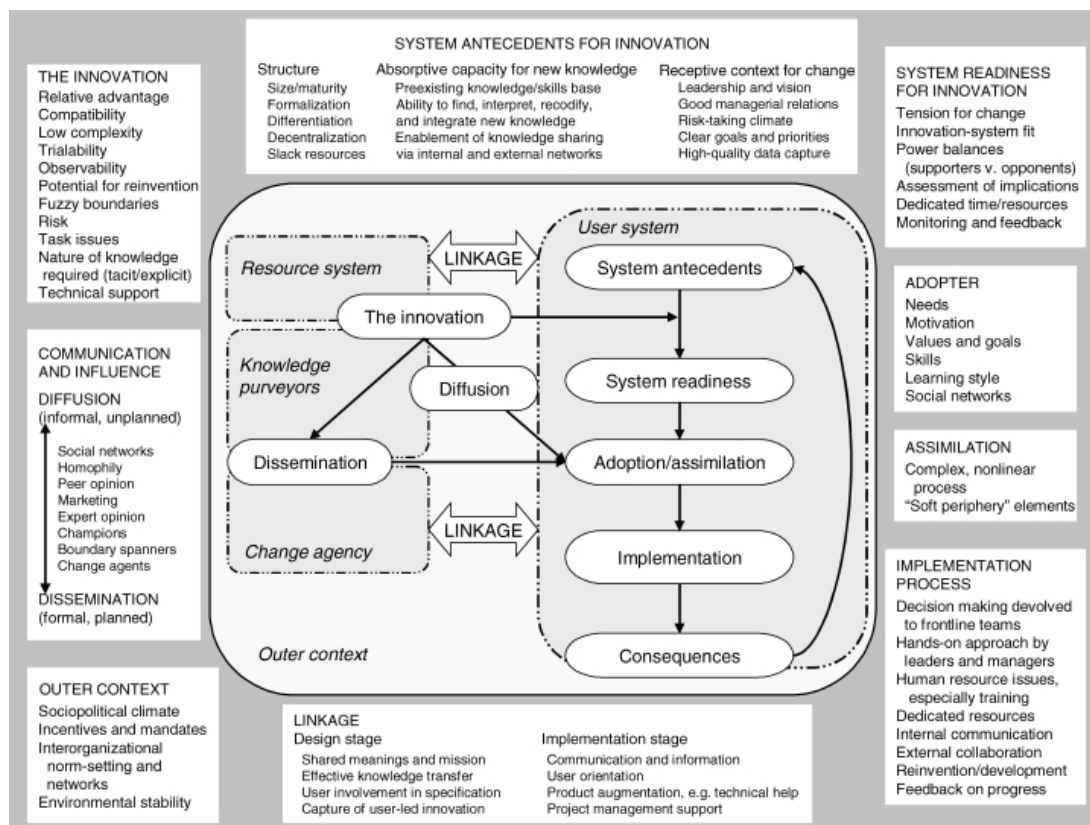 SYSTEM ANTECEDENTS FOR INNOVATION
Structure
Size/maturity
Formalization
Differentiation
Decentralization
Slack resources
Absorptive capacity for new knowledge
Preexisting knowledge/skills base
Ability to find, interpret, recodify,
and integrate new knowledge
Enablement of knowledge sharing
via internal and external networks
Receptive context for change
Leadership and vision
Good managerial relations
Risk-taking climate
Clear goals and priorities
High-quality data capture
THE INNOVATION
Relative advantage
Compatibility
Low complexity
Trialability
Observability
Potential for reinvention
Fuzzy boundaries
Risk
Task issues
Nature of knowledge
required (tacit/explicit)
Technical support
COMMUNICATION
AND INFLUENCE
DIFFUSION
(informal, unplanned)
Social networks
Homophily
Peer opinion
Marketing
Expert opinion
Champions
Boundary spanners
Change agents
DISSEMINATION
(formal, planned)
OUTER CONTEXT
Sociopolitical climate
Incentives and mandates
Interorganizational
norm-setting and
networks
Environmental stability
Resource system
LINKAGE
User system
System antecedents
The innovation
Knowledge
purveyors
Diffusion
System readiness
Dissemination
Adoption/assimilation
Change agency
LINKAGE
Implementation
Outer context
Consequences
LINKAGE
Design stage
Shared meanings and mission
Effective knowledge transfer
User involvement in specification
Capture of user-led innovation
Implementation stage
Communication and information
User orientation
Product augmentation, e.g. technical help
Project management support
SYSTEM READINESS
FOR INNOVATION
Tension for change
Innovation-system fit
Power balances
(supporters v. opponents)
Assessment of implications
Dedicated time/resources
Monitoring and feedback
ADOPTER
Needs
Motivation
Values and goals
Skills
Learning style
Social networks
ASSIMILATION
Complex, nonlinear
process
“Soft periphery” elements
IMPLEMENTATION
PROCESS
Decision making devolved
to frontline teams
Hands-on approach by
leaders and managers
Human resource issues,
especially training
Dedicated resources
Internal communication
External collaboration
Reinvention/development
Feedback on progress